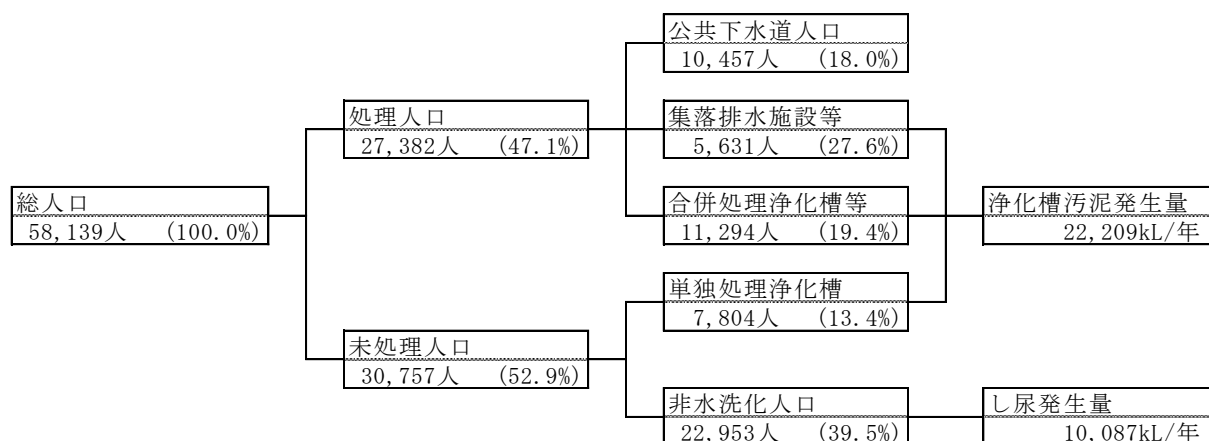 公共下水道人口
10,457人 (18.0%)
処理人口
27,382人 (47.1%)
集落排水施設等
5,631人 (27.6%)
総人口
58,139人 (100.0%)
合併処理浄化槽等
11,294人 (19.4%)
浄化槽汚泥発生量
22,209kL/年
単独処理浄化槽
7,804人 (13.4%)
未処理人口
30,757人 (52.9%)
非水洗化人口
22,953人 (39.5%)
し尿発生量
10,087kL/年